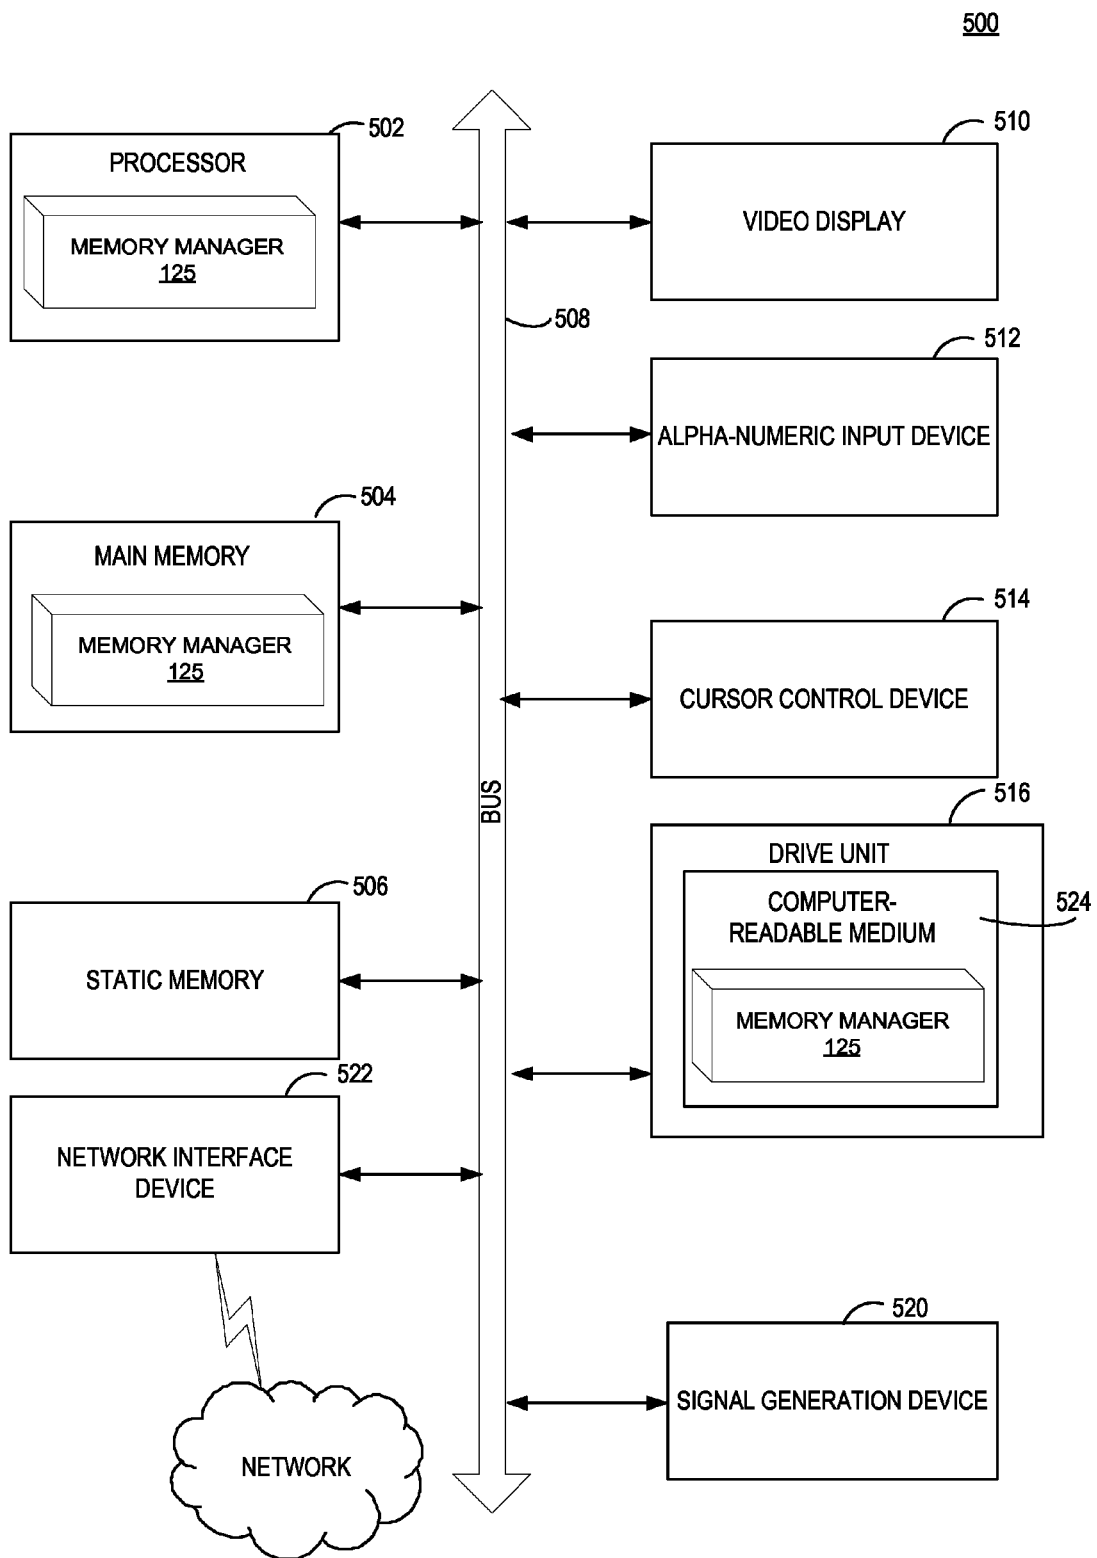 500
502
PROCESSOR
MEMORY MANAGER
125
510
VIDEO DISPLAY
508
512
ALPHA-NUMERIC INPUT DEVICE
504
MAIN MEMORY
MEMORY MANAGER
125
514
CURSOR CONTROL DEVICE
BUS
516
DRIVE UNIT
COMPUTER-
READABLE MEDIUM
524
MEMORY MANAGER
125
506
STATIC MEMORY
522
NETWORK INTERFACE
DEVICE
NETWORK
520
SIGNAL GENERATION DEVICE